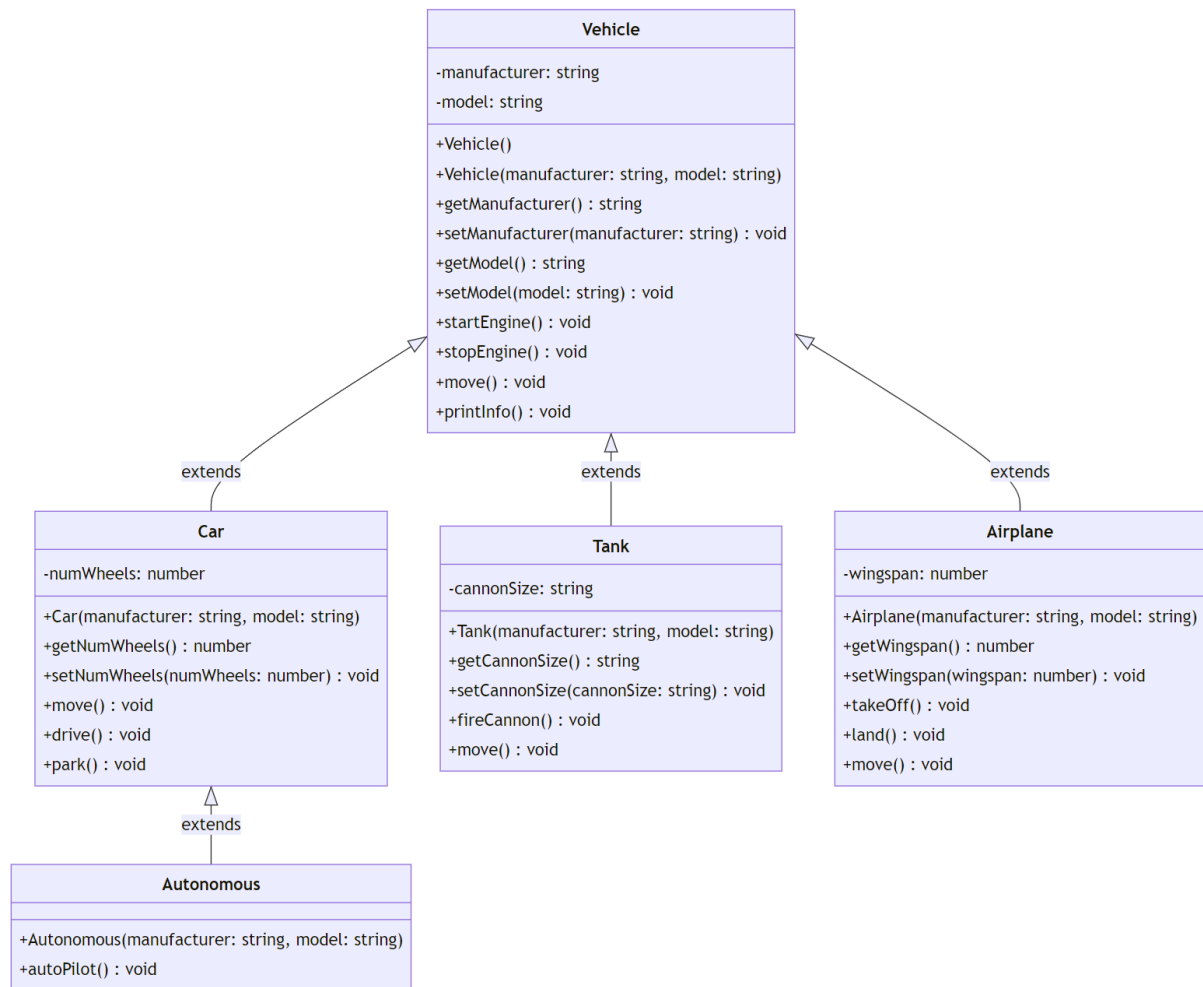 Vehicle
-manufacturer: string
-model: string
+Vehicle()
+Vehicle(manufacturer: string, model: string)
+getManufacturer() : string
+setManufacturer(manufacturer: string) : void
+getModel() : string
+setModel(model: string) : void
+startEngine() : void
+stopEngine() : void
+move() : void
+printInfo() : void
extends
extends
extends
Car
-numWheels: number
+Car(manufacturer: string, model: string)
+getNumWheels() : number
+setNumWheels(numWheels: number) : void
+move() : void
+drive() : void
+park() : void
Tank
-cannonSize: string
+Tank(manufacturer: string, model: string)
+getCannonSize() : string
+setCannonSize(cannonSize: string) : void
+fireCannon() : void
+move() : void
Airplane
-wingspan: number
+Airplane(manufacturer: string, model: string)
+getWingspan() : number
+setWingspan(wingspan: number) : void
+takeOff() : void
+land() : void
+move() : void
extends
Autonomous
+Autonomous(manufacturer: string, model: string)
+autoPilot() : void